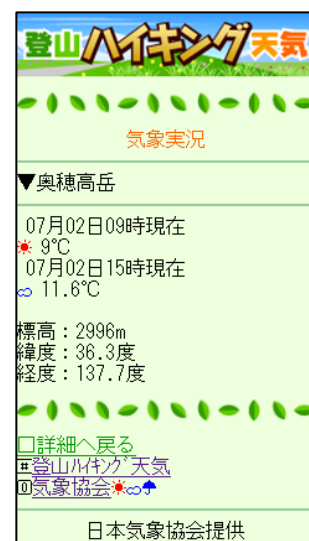 登山ハイキング天気
気象実況
▼奥穂高岳
07月02日09時現在
☀ 9℃
07月02日15時現在
∞ 11.6℃
標高：2996m
緯度：36.3度
経度：137.7度
□詳細へ戻る
#登山ﾊｲｷﾝｸﾞ天気
0気象協会☀∞☂
日本気象協会提供